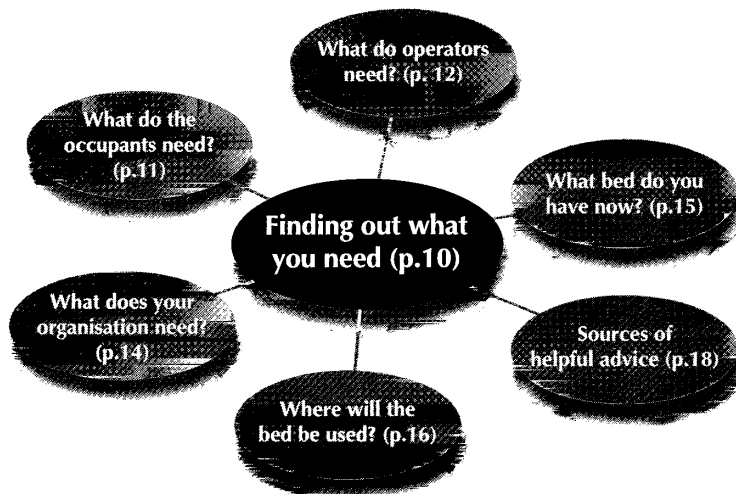 What do operators
need? (p. 12)
What do the
occupants need?
(p.11)
What bed do you
have now? (p.15)
Finding out what
you need (p.10)
What does your
organisation need?
(p.14)
Sources of
helpful advice (p.18)
Where will the
bed be used? (p.16)